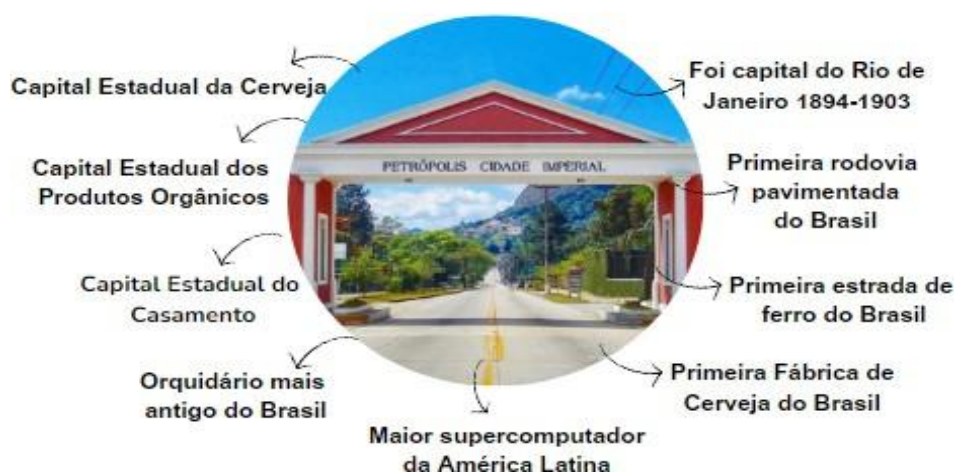 Capital Estadual da Cerveja
Foi capital do Rio de
Janeiro 1894-1903
PETRÓPOLIS CIDADE IMPERIAL
Capital Estadual dos
Produtos Orgânicos
Primeira rodovia
pavimentada
do Brasil
Capital Estadual do
Casamento
Primeira estrada de
ferro do Brasil
Orquidário mais
antigo do Brasil
Primeira Fábrica de
Cerveja do Brasil
Maior supercomputador
da América Latina